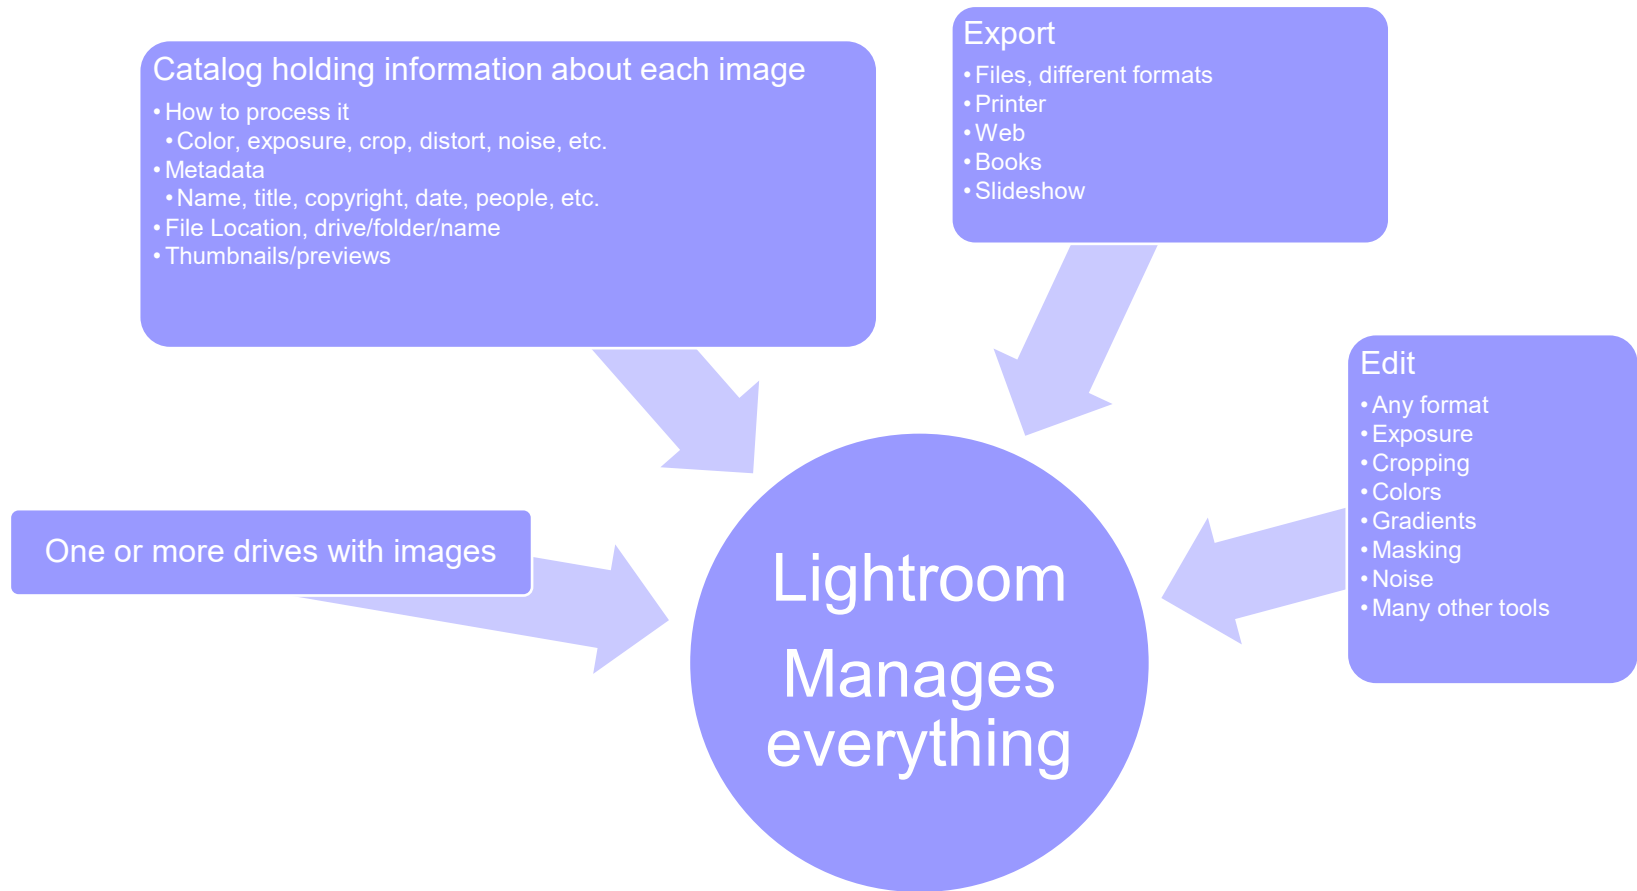 Catalog holding information about each image
• How to process it
• Color, exposure, crop, distort, noise, etc.
• Metadata
• Name, title, copyright, date, people, etc.
• File Location, drive/folder/name
• Thumbnails/previews
Export
• Files, different formats
• Printer
• Web
• Books
• Slideshow
One or more drives with images
Lightroom
Manages
everything
Edit
• Any format
• Exposure
• Cropping
• Colors
• Gradients
• Masking
• Noise
• Many other tools